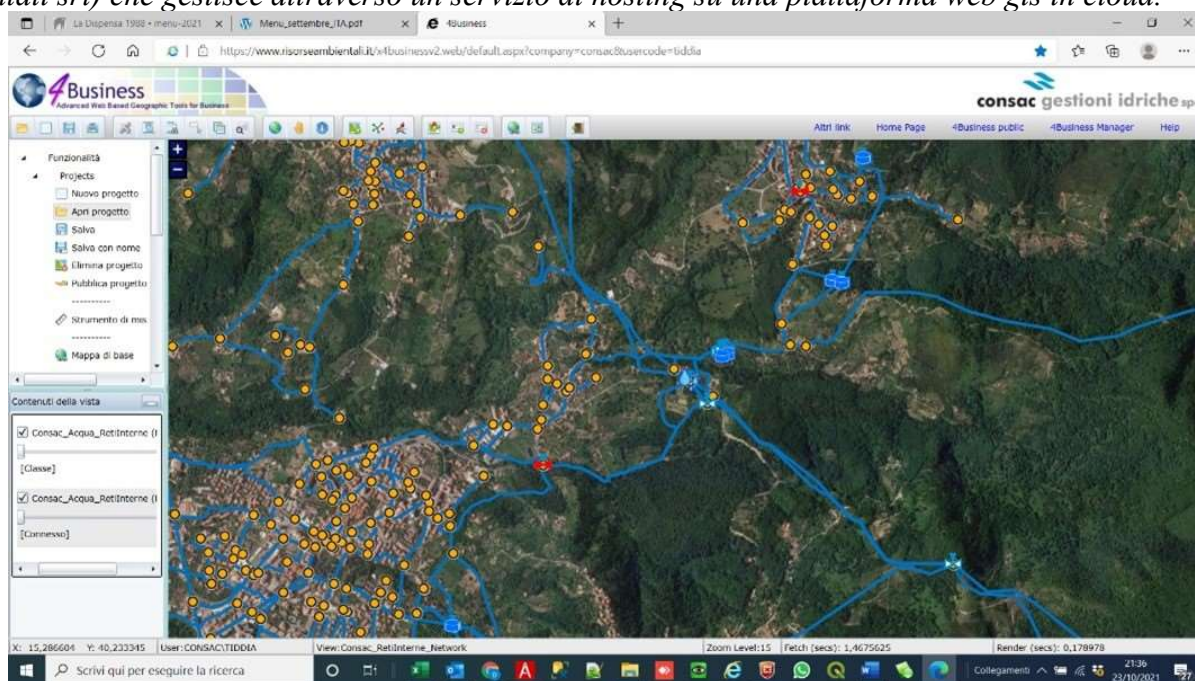 tali srl) che gestisce attraverso un servizio di hosting su una piattaforma web gis in cloud.
La Dispensa 1988 • menu-2021
Menu_settembre_ITA.pdf
4Business
https://www.risorseambientali.it/x4businessv2.web/default.aspx?company=consac&usercode=tiddia
4Business
Advanced Web Based Geographic Tools for Business
consac gestioni idriche sp
Altri link Home Page 4Business public 4Business Manager Help
Funzionalità
Projects
Nuovo progetto
Apri progetto
Salva
Salva con nome
Elimina progetto
Pubblica progetto
----------
Strumento di mis
----------
Mappa di base
Contenuti della vista
Consac_Acqua_RetiInterne (I
[Classe]
Consac_Acqua_RetiInterne (I
[Connesso]
X: 15,286604 Y: 40,233345 User:CONSAC\TIDDIA View:Consac_RetiInterne_Network Zoom Level:15 Fetch (secs): 1,4675625 Render (secs): 0,178978
Scrivi qui per eseguire la ricerca
Collegamenti
21:36
23/10/2021
27